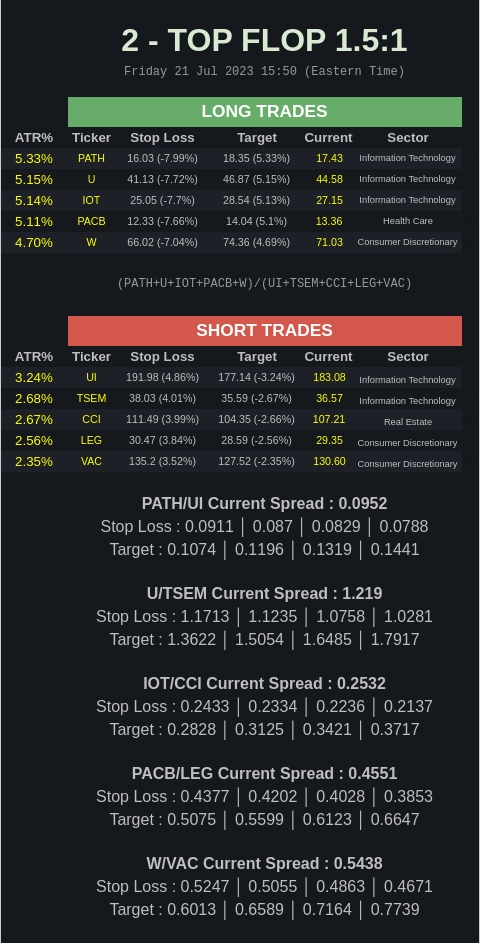 2 - TOP FLOP 1.5:1
Friday 21 Jul 2023 15:50 (Eastern Time)
LONG TRADES
ATR% Ticker Stop Loss Target Current Sector
5.33% PATH 16.03 (-7.99%) 18.35 (5.33%) 17.43 Information Technology
5.15% U 41.13 (-7.72%) 46.87 (5.15%) 44.58 Information Technology
5.14% IOT 25.05 (-7.7%) 28.54 (5.13%) 27.15 Information Technology
5.11% PACB 12.33 (-7.66%) 14.04 (5.1%) 13.36 Health Care
4.70% W 66.02 (-7.04%) 74.36 (4.69%) 71.03 Consumer Discretionary
(PATH+U+IOT+PACB+W)/(UI+TSEM+CCI+LEG+VAC)
SHORT TRADES
ATR% Ticker Stop Loss Target Current Sector
3.24% UI 191.98 (4.86%) 177.14 (-3.24%) 183.08 Information Technology
2.68% TSEM 38.03 (4.01%) 35.59 (-2.67%) 36.57 Information Technology
2.67% CCI 111.49 (3.99%) 104.35 (-2.66%) 107.21 Real Estate
2.56% LEG 30.47 (3.84%) 28.59 (-2.56%) 29.35 Consumer Discretionary
2.35% VAC 135.2 (3.52%) 127.52 (-2.35%) 130.60 Consumer Discretionary
PATH/UI Current Spread : 0.0952
Stop Loss : 0.0911 │ 0.087 │ 0.0829 │ 0.0788
Target : 0.1074 │ 0.1196 │ 0.1319 │ 0.1441
U/TSEM Current Spread : 1.219
Stop Loss : 1.1713 │ 1.1235 │ 1.0758 │ 1.0281
Target : 1.3622 │ 1.5054 │ 1.6485 │ 1.7917
IOT/CCI Current Spread : 0.2532
Stop Loss : 0.2433 │ 0.2334 │ 0.2236 │ 0.2137
Target : 0.2828 │ 0.3125 │ 0.3421 │ 0.3717
PACB/LEG Current Spread : 0.4551
Stop Loss : 0.4377 │ 0.4202 │ 0.4028 │ 0.3853
Target : 0.5075 │ 0.5599 │ 0.6123 │ 0.6647
W/VAC Current Spread : 0.5438
Stop Loss : 0.5247 │ 0.5055 │ 0.4863 │ 0.4671
Target : 0.6013 │ 0.6589 │ 0.7164 │ 0.7739